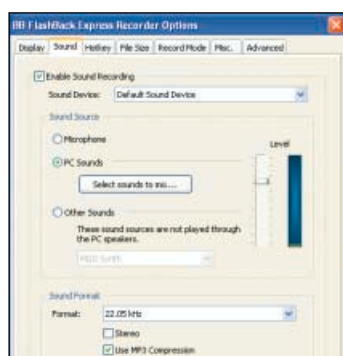 BB FlashBack Express Recorder Options
Display Sound Hotkey File Size Record Mode Misc. Advanced
Enable Sound Recording
Sound Device: Default Sound Device
Sound Source
Microphone
Level
PC Sounds
Select sounds to mix...
Other Sounds
These sound sources are not played through
the PC speakers.
MIDI Synth
Sound Format
Format: 22.05 kHz
Stereo
Use MP3 Compression